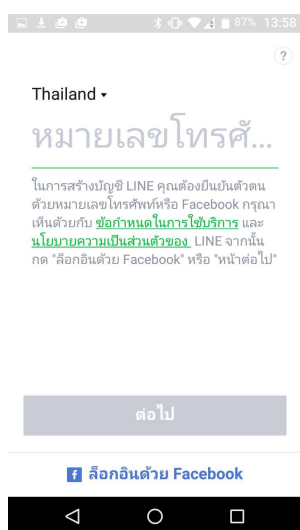 87% 13:58
?
Thailand
หมายเลขโทรศั...
ในการสร้างบัญชี LINE คุณต้องยืนยันตัวตน
ด้วยหมายเลขโทรศัพท์หรือ Facebook กรุณา
เห็นด้วยกับ ข้อกำหนดในการใช้บริการ และ
นโยบายความเป็นส่วนตัวของ LINE จากนั้น
กด "ล็อกอินด้วย Facebook" หรือ "หน้าต่อไป"
ต่อไป
f ล็อกอินด้วย Facebook